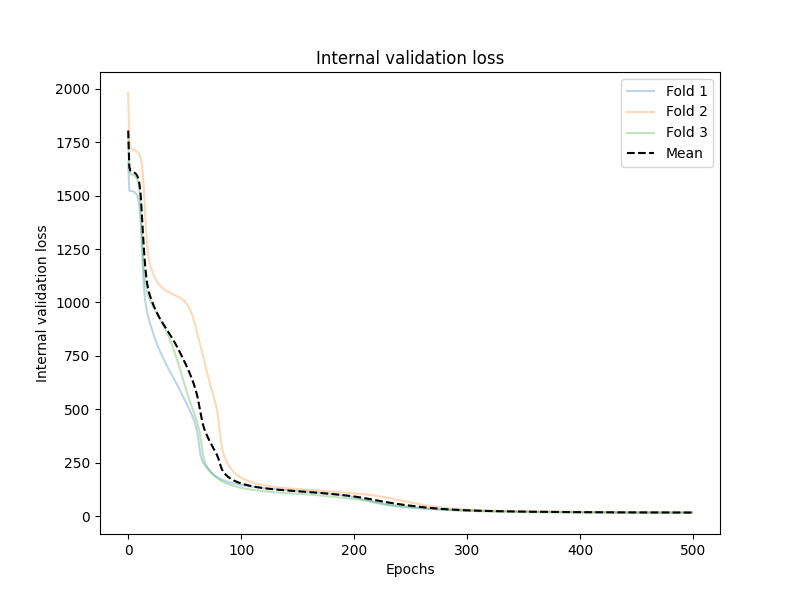 Internal validation loss
Fold 1
Fold 2
Fold 3
Mean
Internal validation loss
2000
1750
1500
1250
1000
750
500
250
0
0 100 200 300 400 500
Epochs